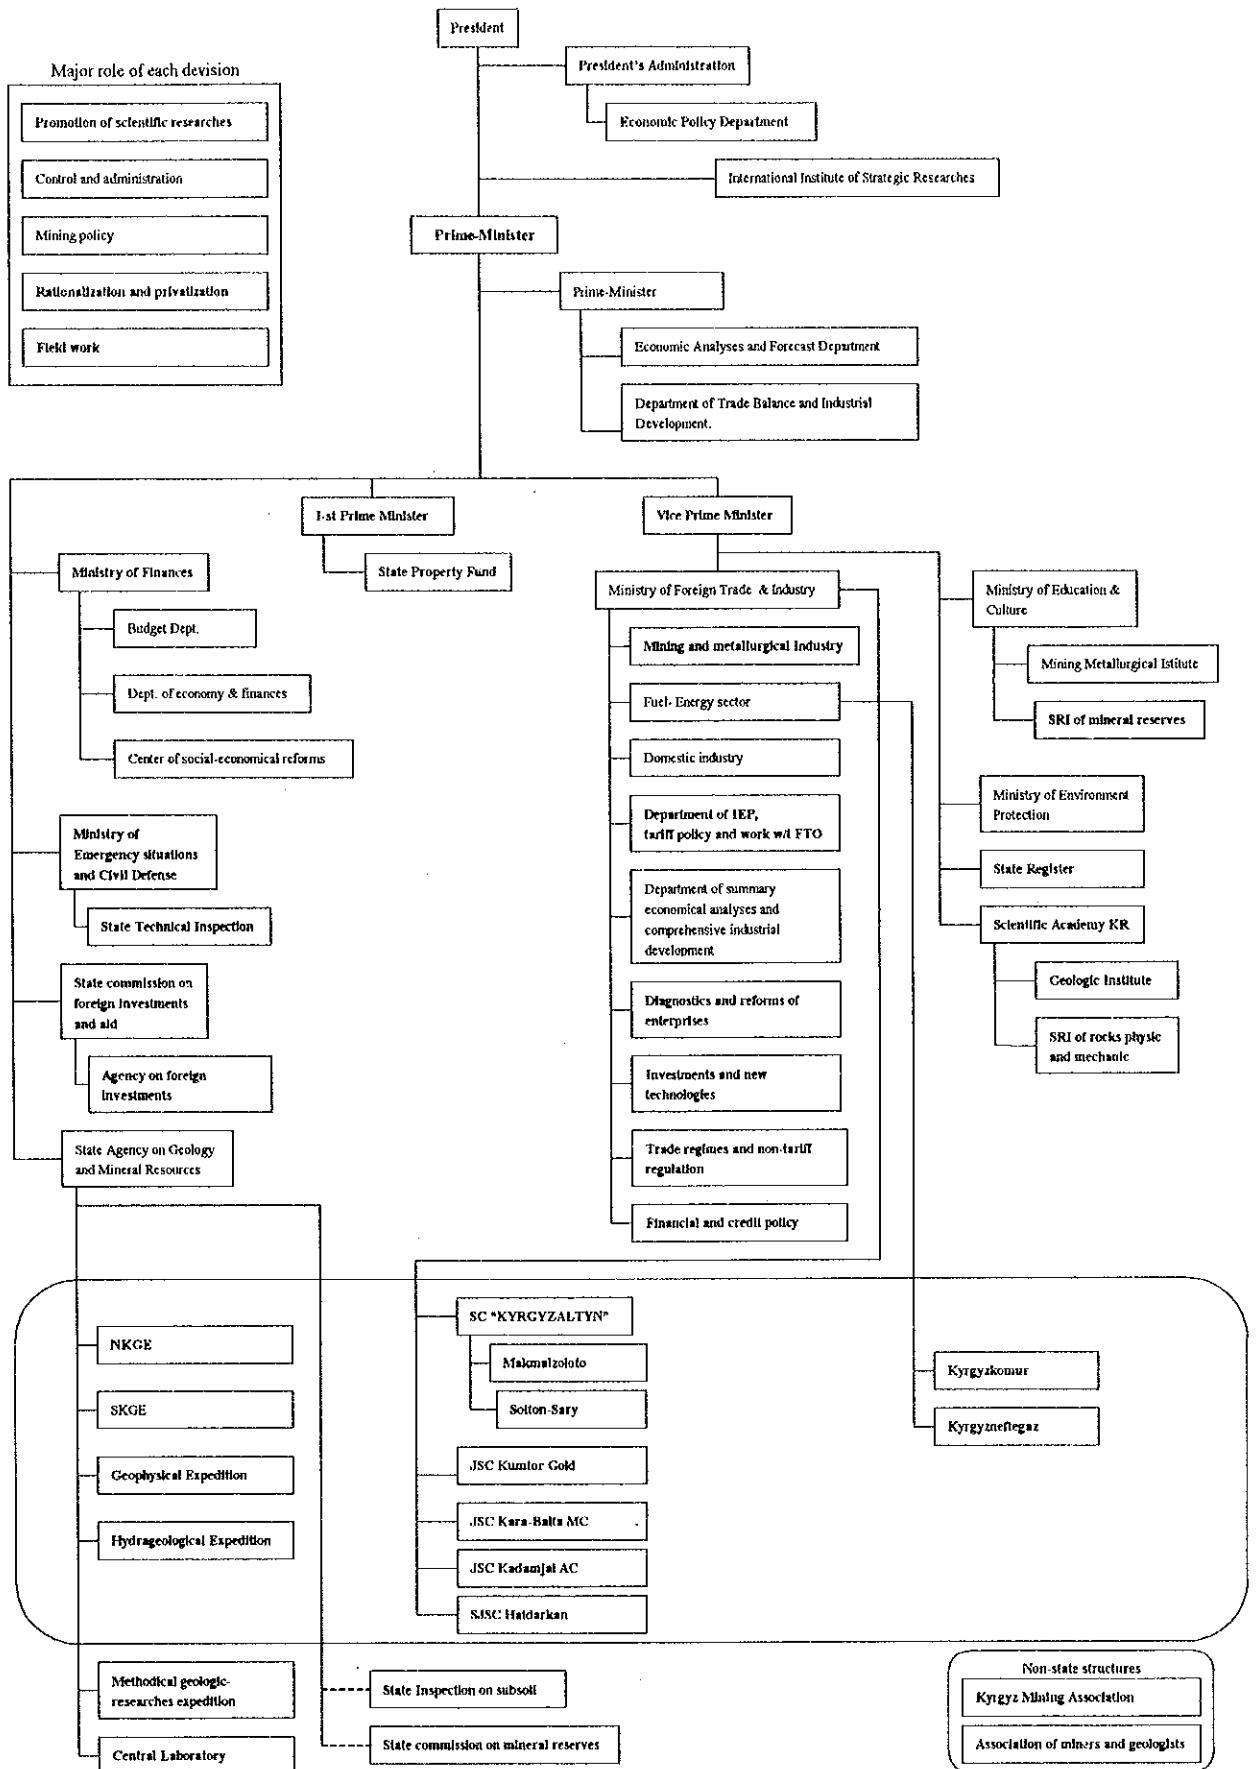 President
President's Administration
Economic Policy Department
International Institute of Strategic Researches
Major role of each devision
Promotion of scientific researches
Control and administration
Mining policy
Rationalization and privatization
Field work
Prime-Minister
Prime-Minister
Economic Analyses and Forecast Department
Department of Trade Balance and Industrial
Development.
I-st Prime Minister
State Property Fund
Vice Prime Minister
Ministry of Finances
Budget Dept.
Dept. of economy & finances
Center of social-economical reforms
Ministry of
Emergency situations
and Civil Defense
State Technical Inspection
State commission on
foreign investments
and aid
Agency on foreign
investments
State Agency on Geology
and Mineral Resources
Ministry of Foreign Trade & Industry
Mining and metallurgical Industry
Fuel- Energy sector
Domestic industry
Department of IEP,
tariff policy and work w/t FTO
Department of summary
economical analyses and
comprehensive industrial
development
Diagnostics and reforms of
enterprises
Investments and new
technologies
Trade regimes and non-tariff
regulation
Financial and credit policy
Ministry of Education &
Culture
Mining Metallurgical Istitute
SRI of mineral reserves
Ministry of Environment
Protection
State Register
Scientific Academy KR
Geologic Institute
SRI of rocks physic
and mechanic
NKGE
SKGE
Geophysical Expedition
Hydrageological Expedition
SC "KYRGYZALTYN"
Makmalzoloto
Solton-Sary
JSC Kumtor Gold
JSC Kara-Balta MC
JSC Kadamjai AC
SJSC Haidarkan
Kyrgyzkomur
Kyrgyzneftegaz
Methodical geologic-
researches expedition
Central Laboratory
State Inspection on subsoil
State commission on mineral reserves
Non-state structures
Kyrgyz Mining Association
Association of miners and geologists